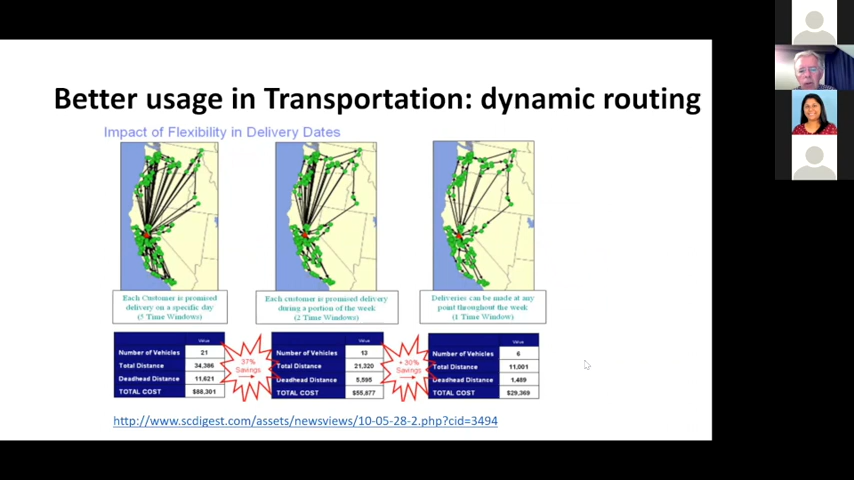 Better usage in Transportation: dynamic routing
Impact of Flexibility in Delivery Dates
Each Customer is promised
delivery on a specific day
(5 Time Windows)
Each customer is promised delivery
during a portion of the week
(2 Time Windows)
Deliveries can be made at any
point throughout the week
(1 Time Window)
Value
Number of Vehicles 21
Total Distance 34,386
Deadhead Distance 11,621
TOTAL COST $88,301
37%
Savings
Value
Number of Vehicles 13
Total Distance 21,320
Deadhead Distance 5,595
TOTAL COST $55,877
+30%
Savings
Value
Number of Vehicles 6
Total Distance 11,001
Deadhead Distance 1,489
TOTAL COST $29,369
http://www.scdigest.com/assets/newsviews/10-05-28-2.php?cid=3494